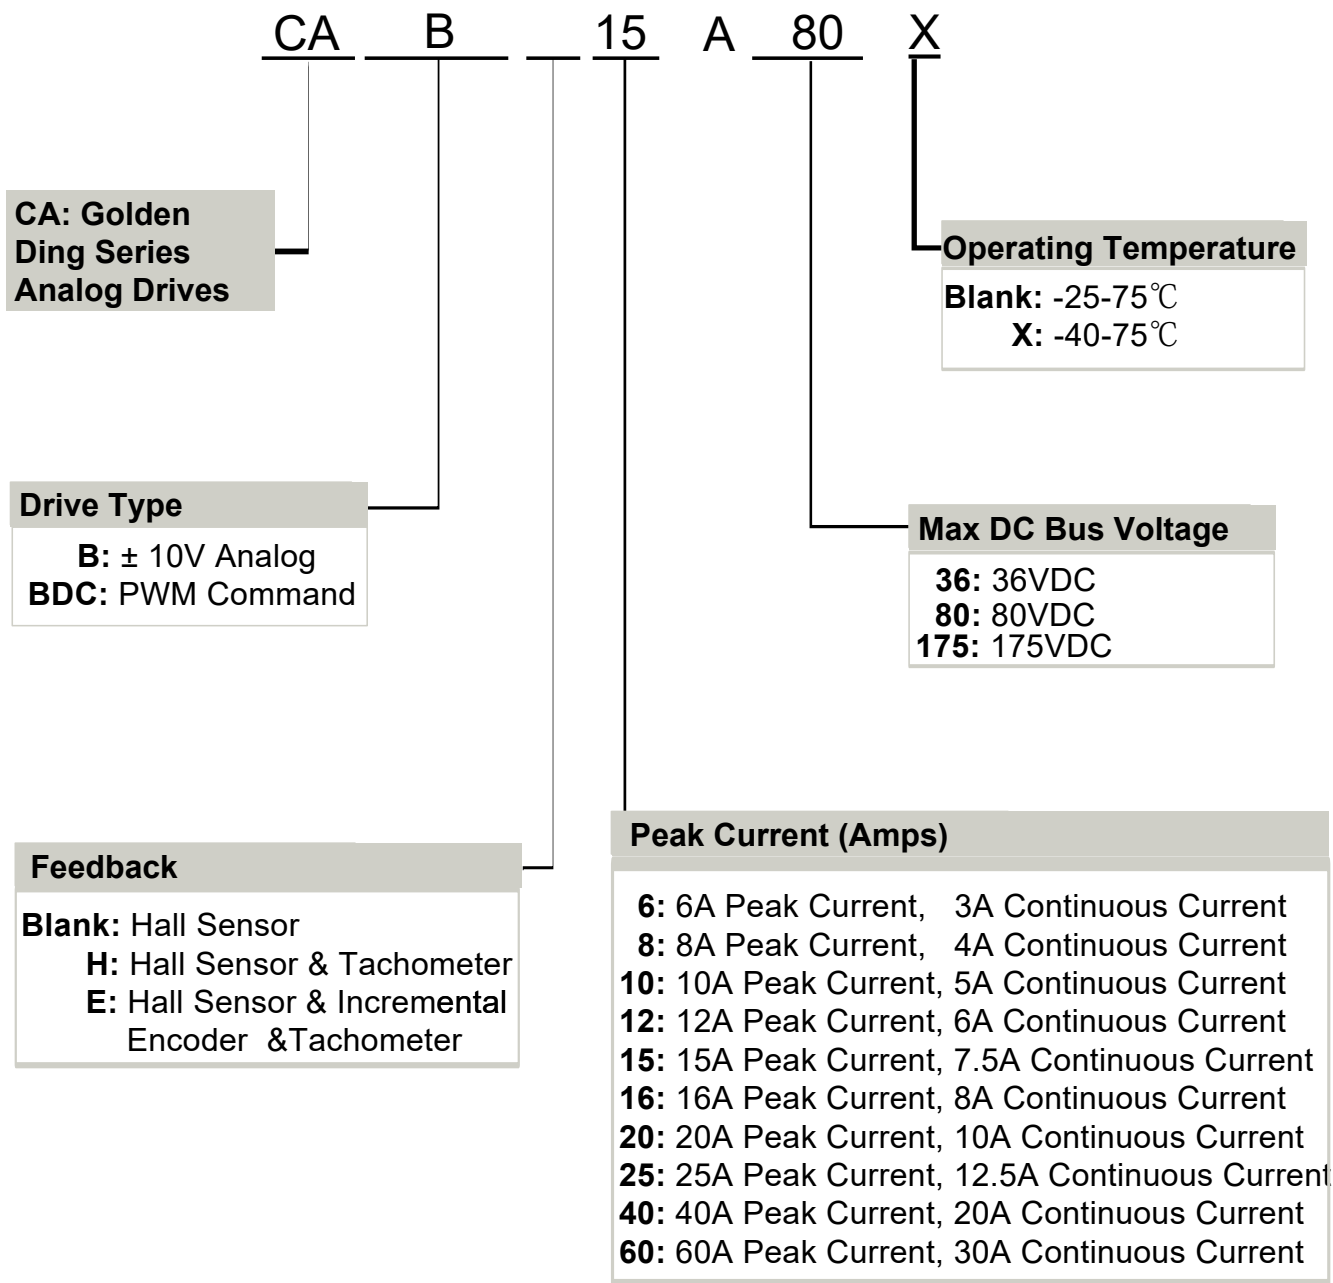 CA B 15 A 80 X
CA: Golden
Ding Series
Analog Drives
Operating Temperature
Blank: -25-75℃
X: -40-75℃
Drive Type
B: ± 10V Analog
BDC: PWM Command
Max DC Bus Voltage
36: 36VDC
80: 80VDC
175: 175VDC
Feedback
Blank: Hall Sensor
H: Hall Sensor & Tachometer
E: Hall Sensor & Incremental
Encoder &Tachometer
Peak Current (Amps)
6: 6A Peak Current, 3A Continuous Current
8: 8A Peak Current, 4A Continuous Current
10: 10A Peak Current, 5A Continuous Current
12: 12A Peak Current, 6A Continuous Current
15: 15A Peak Current, 7.5A Continuous Current
16: 16A Peak Current, 8A Continuous Current
20: 20A Peak Current, 10A Continuous Current
25: 25A Peak Current, 12.5A Continuous Current
40: 40A Peak Current, 20A Continuous Current
60: 60A Peak Current, 30A Continuous Current